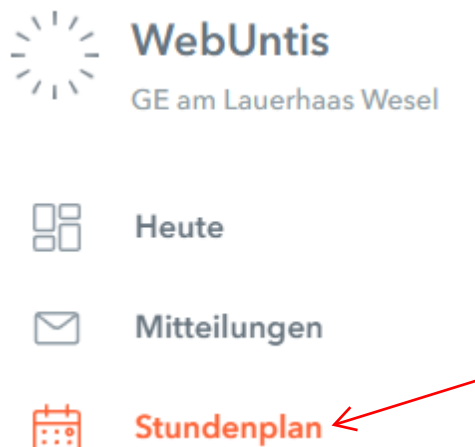 WebUntis
GE am Lauerhaas Wesel
Heute
Mitteilungen
Stundenplan